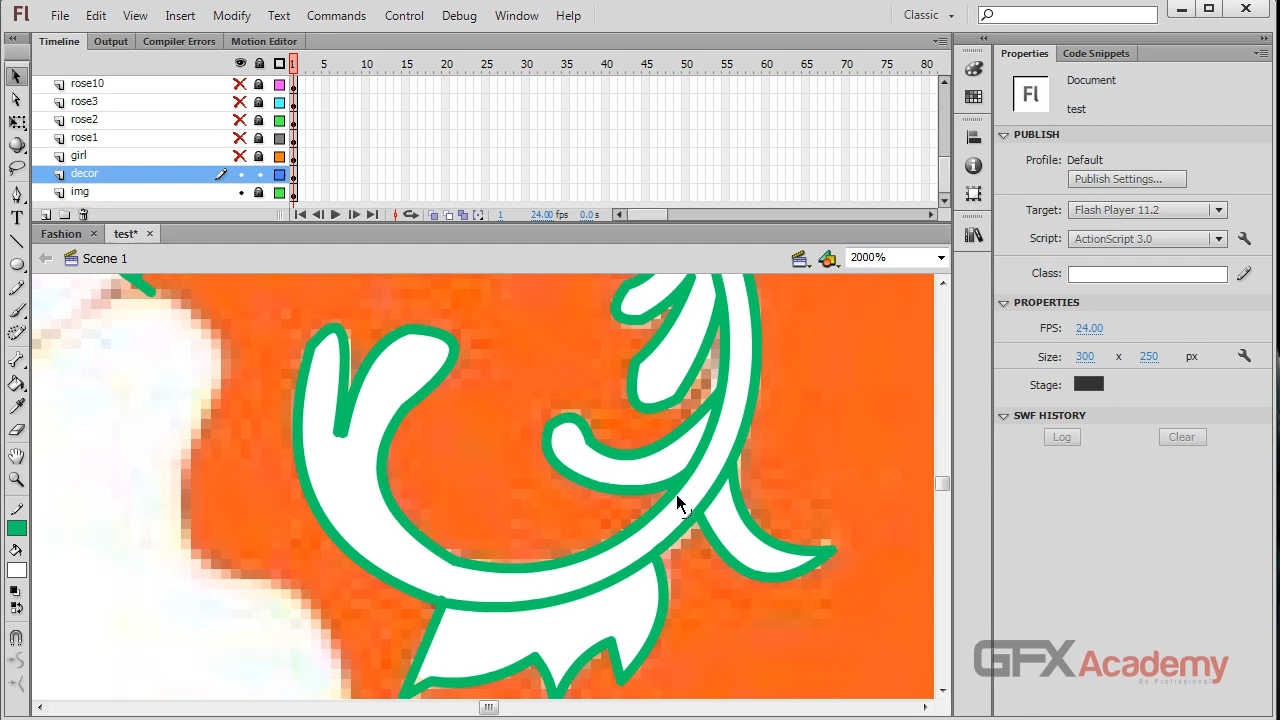 Fl File Edit View Insert Modify Text Commands Control Debug Window Help Classic
Timeline Output Compiler Errors Motion Editor
1 5 10 15 20 25 30 35 40 45 50 55 60 65 70 75 80
rose10
rose3
rose2
rose1
girl
decor
img
1 24.00 fps 0.0 s
Fashion test*
Scene 1 2000%
Properties Code Snippets
Fl Document
test
PUBLISH
Profile: Default
Publish Settings...
Target: Flash Player 11.2
Script: ActionScript 3.0
Class:
PROPERTIES
FPS: 24.00
Size: 300 x 250 px
Stage:
SWF HISTORY
Log Clear
GFXAcademy
Be Professional